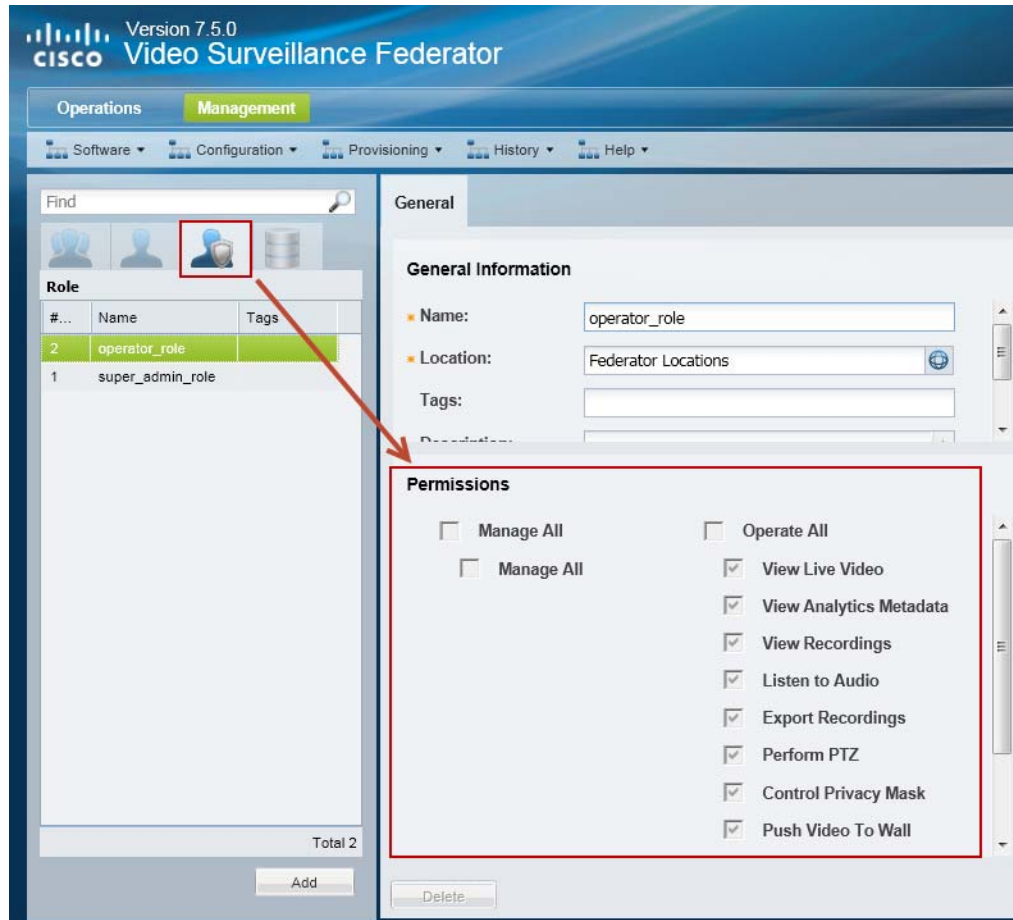 Version 7.5.0
cisco Video Surveillance Federator
Operations Management
Software Configuration Provisioning History Help
Find
General
General Information
Role
#... Name Tags
2 operator_role
1 super_admin_role
Name: operator_role
Location: Federator Locations
Tags:
Description:
Permissions
Manage All
Manage All
Operate All
View Live Video
View Analytics Metadata
View Recordings
Listen to Audio
Export Recordings
Perform PTZ
Control Privacy Mask
Push Video To Wall
Total 2
Add
Delete